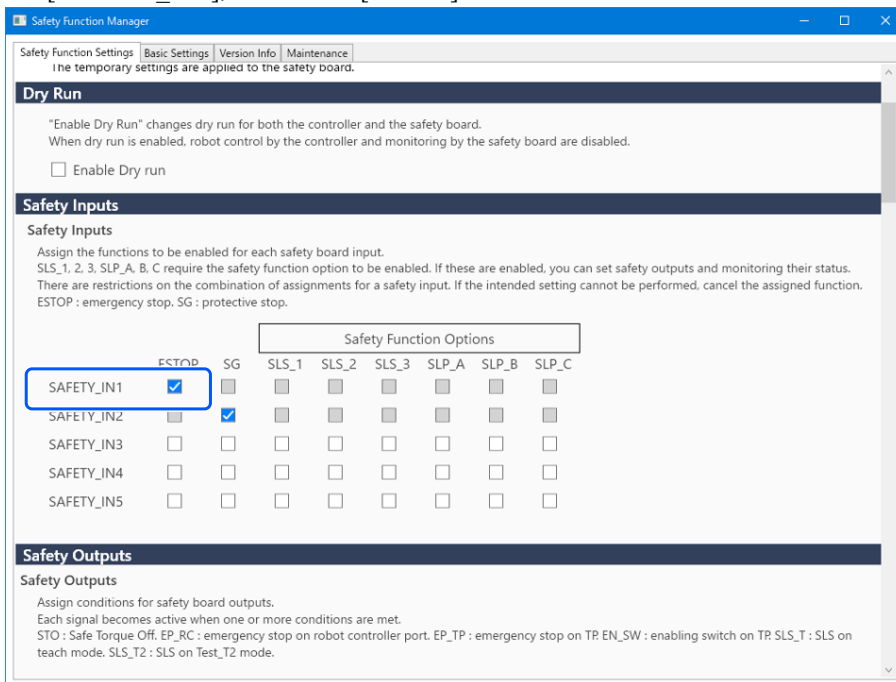 Safety Function Manager
Safety Function Settings Basic Settings Version Info Maintenance
The temporary settings are applied to the safety board.
Dry Run
"Enable Dry Run" changes dry run for both the controller and the safety board.
When dry run is enabled, robot control by the controller and monitoring by the safety board are disabled.
Enable Dry run
Safety Inputs
Safety Inputs
Assign the functions to be enabled for each safety board input.
SLS_1, 2, 3, SLP_A, B, C require the safety function option to be enabled. If these are enabled, you can set safety outputs and monitoring their status.
There are restrictions on the combination of assignments for a safety input. If the intended setting cannot be performed, cancel the assigned function.
ESTOP : emergency stop. SG : protective stop.
Safety Function Options
ESTOP SG SLS_1 SLS_2 SLS_3 SLP_A SLP_B SLP_C
SAFETY_IN1
SAFETY_IN2
SAFETY_IN3
SAFETY_IN4
SAFETY_IN5
Safety Outputs
Safety Outputs
Assign conditions for safety board outputs.
Each signal becomes active when one or more conditions are met.
STO : Safe Torque Off. EP_RC : emergency stop on robot controller port. EP_TP : emergency stop on TP. EN_SW : enabling switch on TP. SLS_T : SLS on
teach mode. SLS_T2 : SLS on Test_T2 mode.